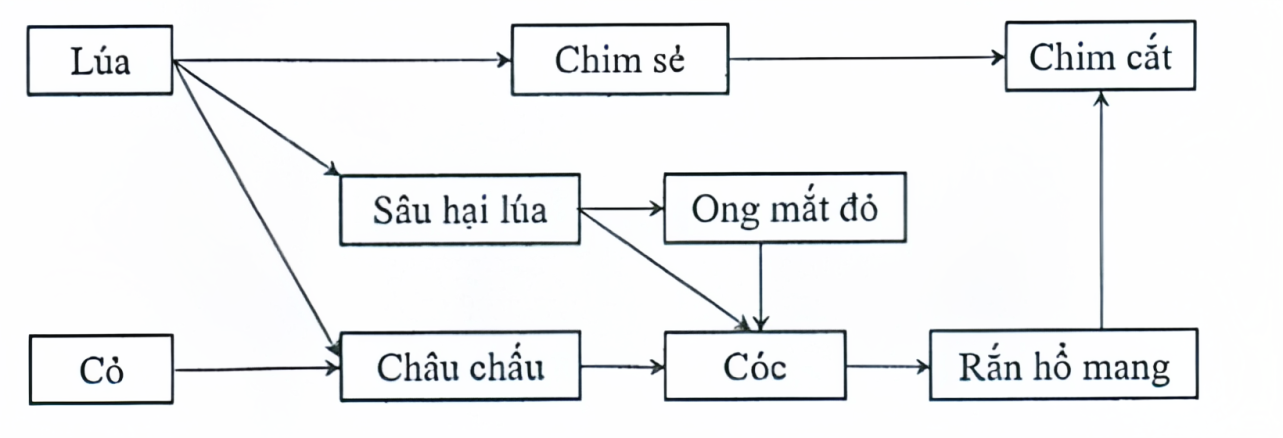 Lúa
Chim sẻ
Chim cắt
Sâu hại lúa
Ong mắt đỏ
Cỏ
Châu chấu
Cóc
Rắn hổ mang